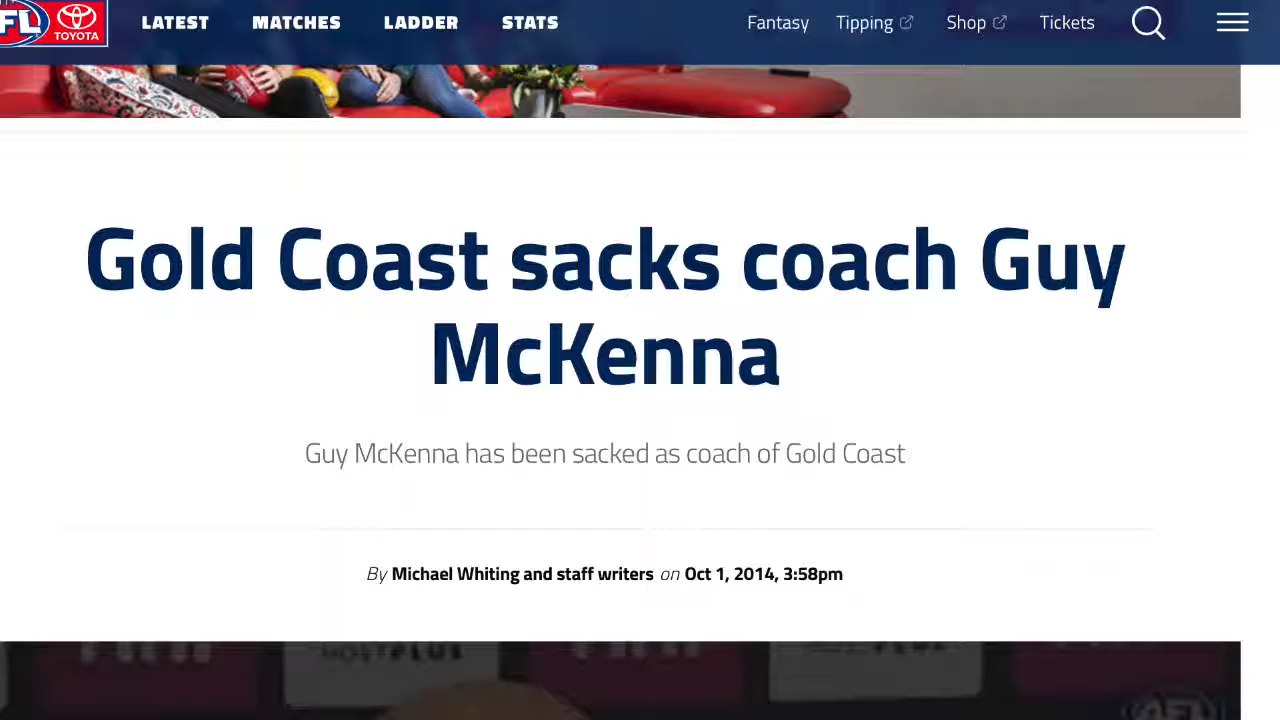 FL TOYOTA LATEST MATCHES LADDER STATS Fantasy Tipping Shop Tickets
Gold Coast sacks coach Guy
McKenna
Guy McKenna has been sacked as coach of Gold Coast
By Michael Whiting and staff writers on Oct 1, 2014, 3:58pm
HOSTPLUS
AFL